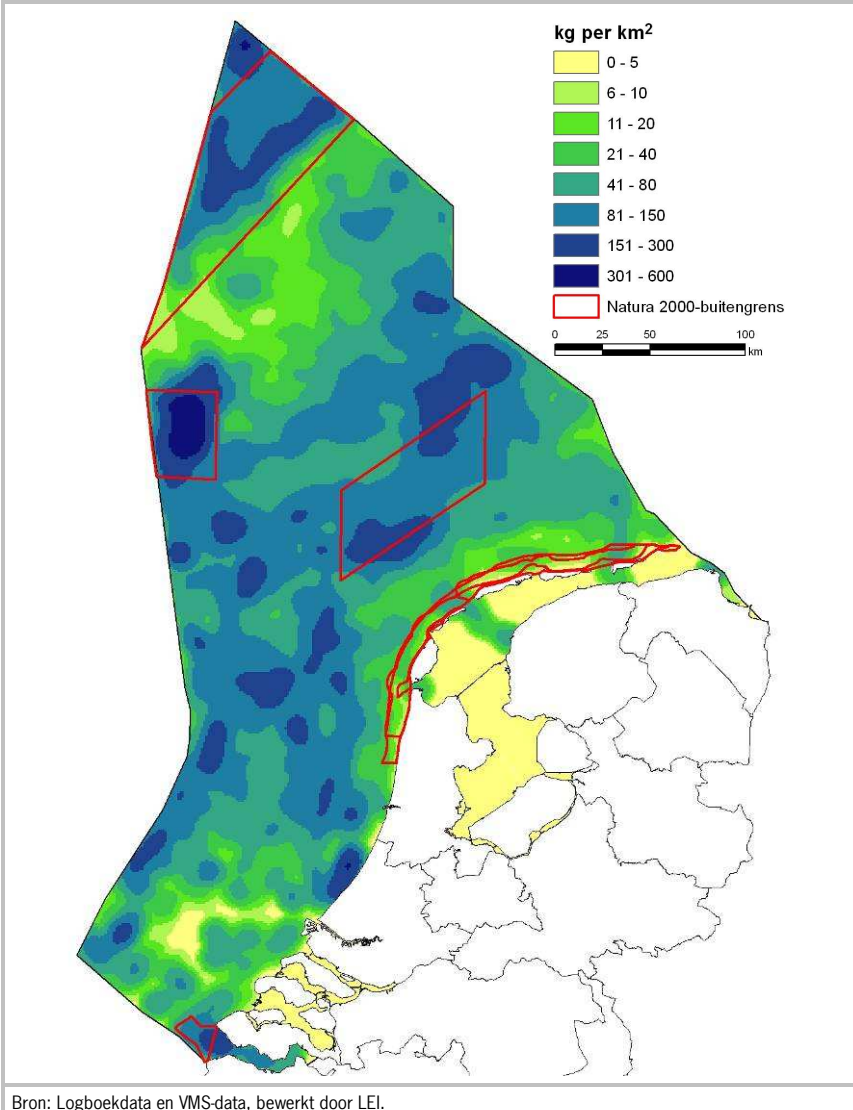 kg per km²
0 - 5
6 - 10
11 - 20
21 - 40
41 - 80
81 - 150
151 - 300
301 - 600
Natura 2000-buitengrens
0 25 50 100
km
Bron: Logboekdata en VMS-data, bewerkt door LEI.